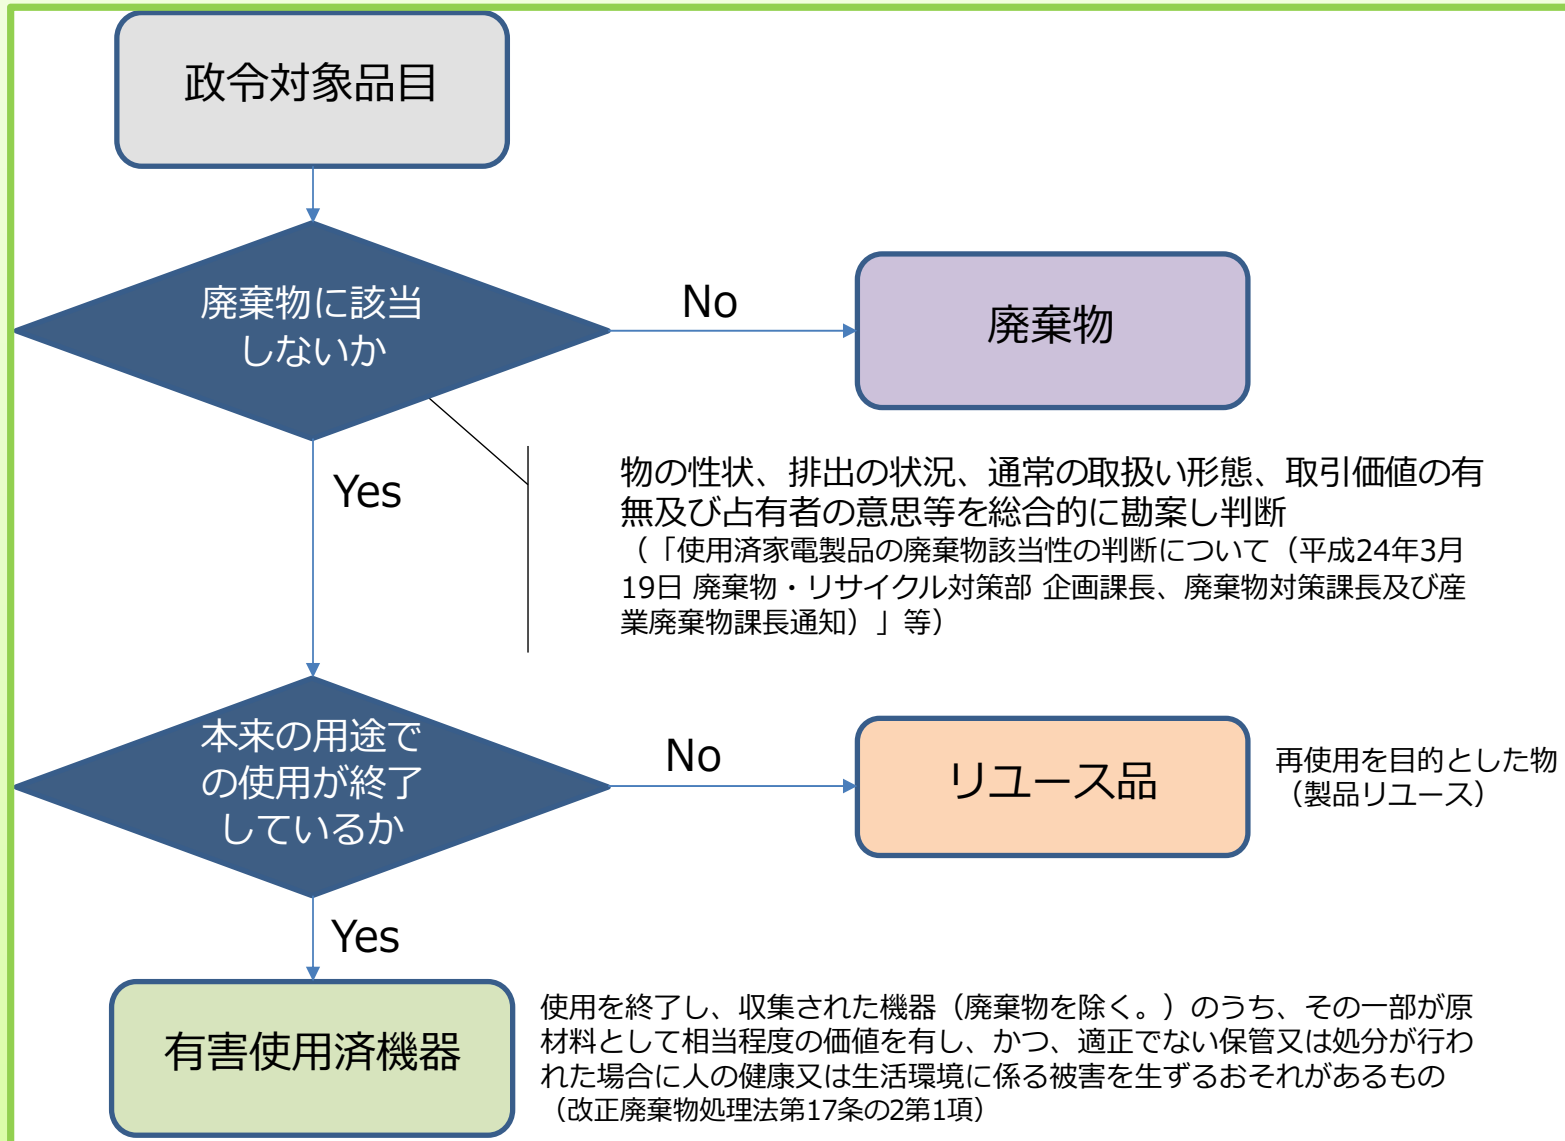 政令対象品目
廃棄物に該当
しないか
No
廃棄物
Yes
物の性状、排出の状況、通常の取扱い形態、取引価値の有
無及び占有者の意思等を総合的に勘案し判断
（「使用済家電製品の廃棄物該当性の判断について（平成24年3月
19日 廃棄物・リサイクル対策部 企画課長、廃棄物対策課長及び産
業廃棄物課長通知）」等）
本来の用途で
の使用が終了
しているか
No
リユース品
再使用を目的とした物
（製品リユース）
Yes
有害使用済機器
使用を終了し、収集された機器（廃棄物を除く。）のうち、その一部が原
材料として相当程度の価値を有し、かつ、適正でない保管又は処分が行わ
れた場合に人の健康又は生活環境に係る被害を生ずるおそれがあるもの
（改正廃棄物処理法第17条の2第1項）